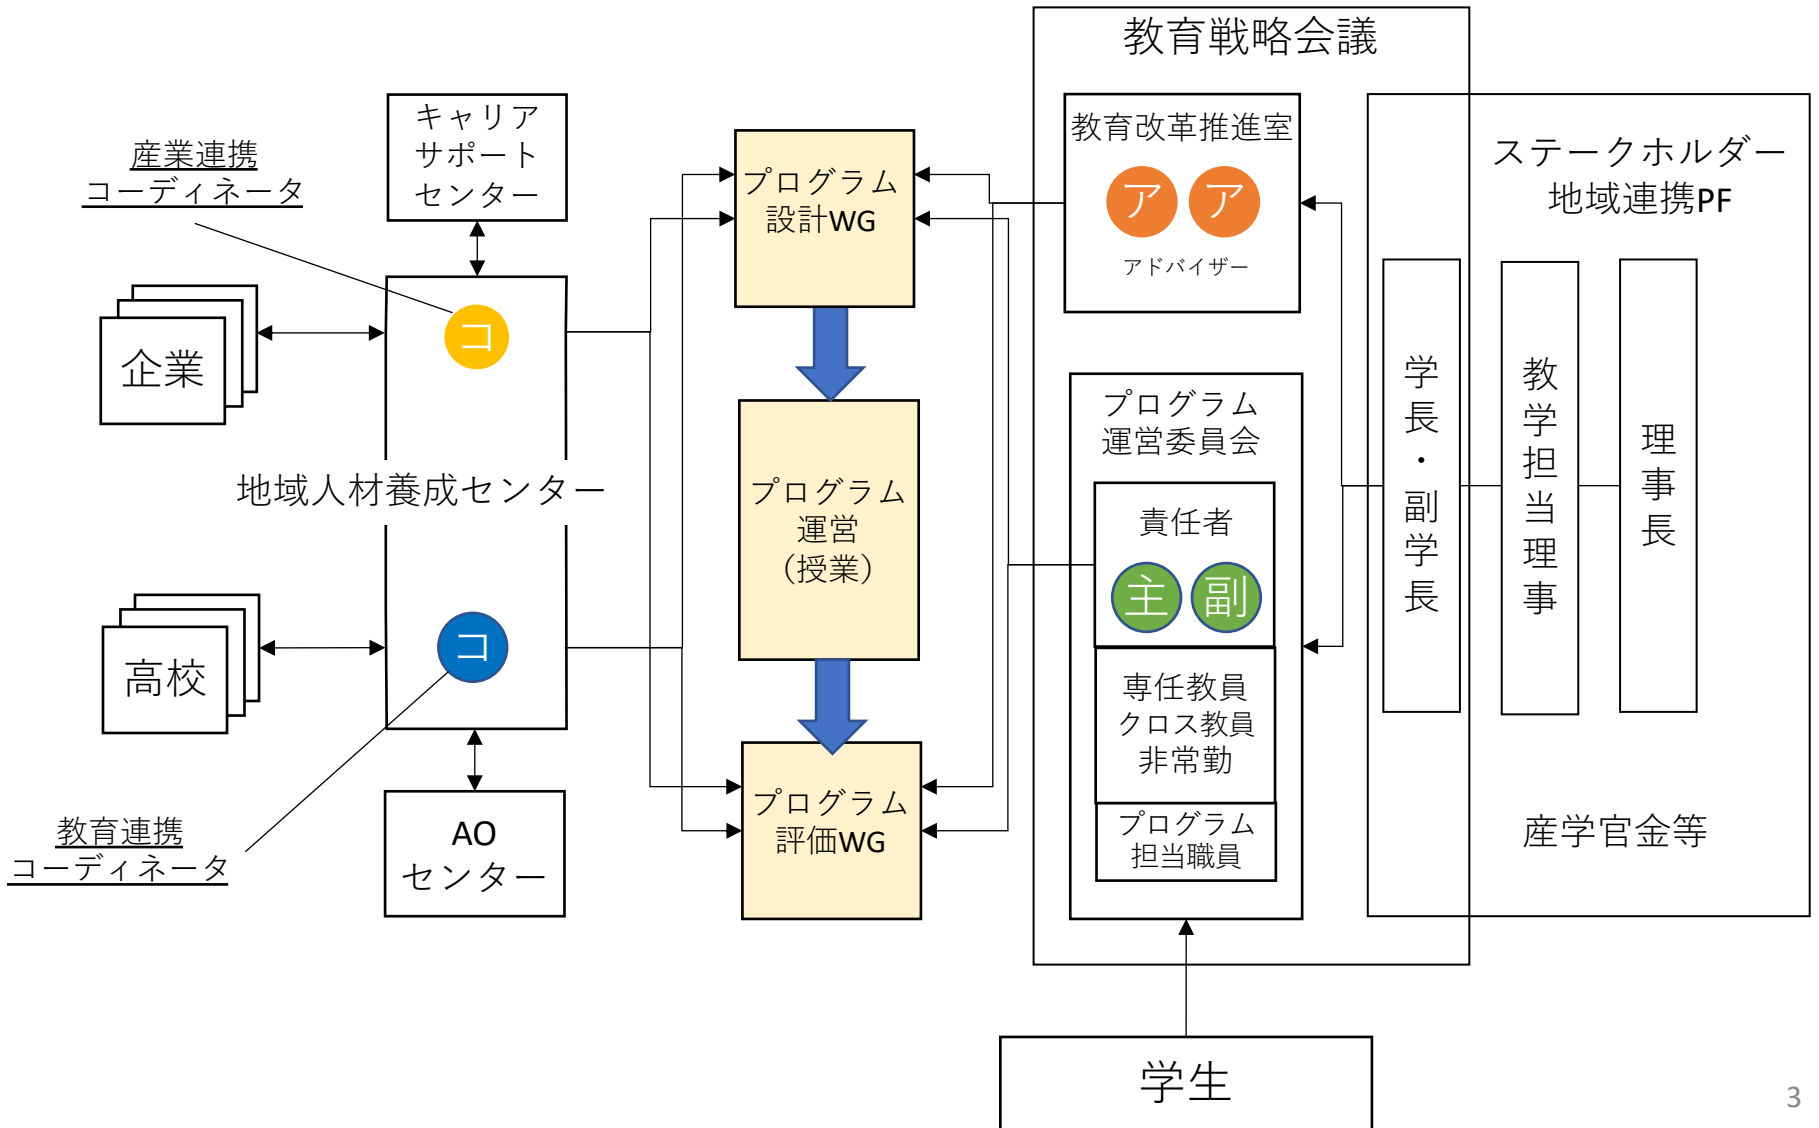 教育戦略会議
キャリア
サポート
センター
産業連携
コーディネータ
プログラム
設計WG
教育改革推進室
ア ア
アドバイザー
ステークホルダー
地域連携PF
コ
企業
地域人材養成センター
プログラム
運営
（授業）
プログラム
運営委員会
責任者
主 副
専任教員
クロス教員
非常勤
プログラム
担当職員
学長・副学長
教学担当理事
理事長
コ
高校
教育連携
コーディネータ
AO
センター
プログラム
評価WG
産学官金等
学生
3